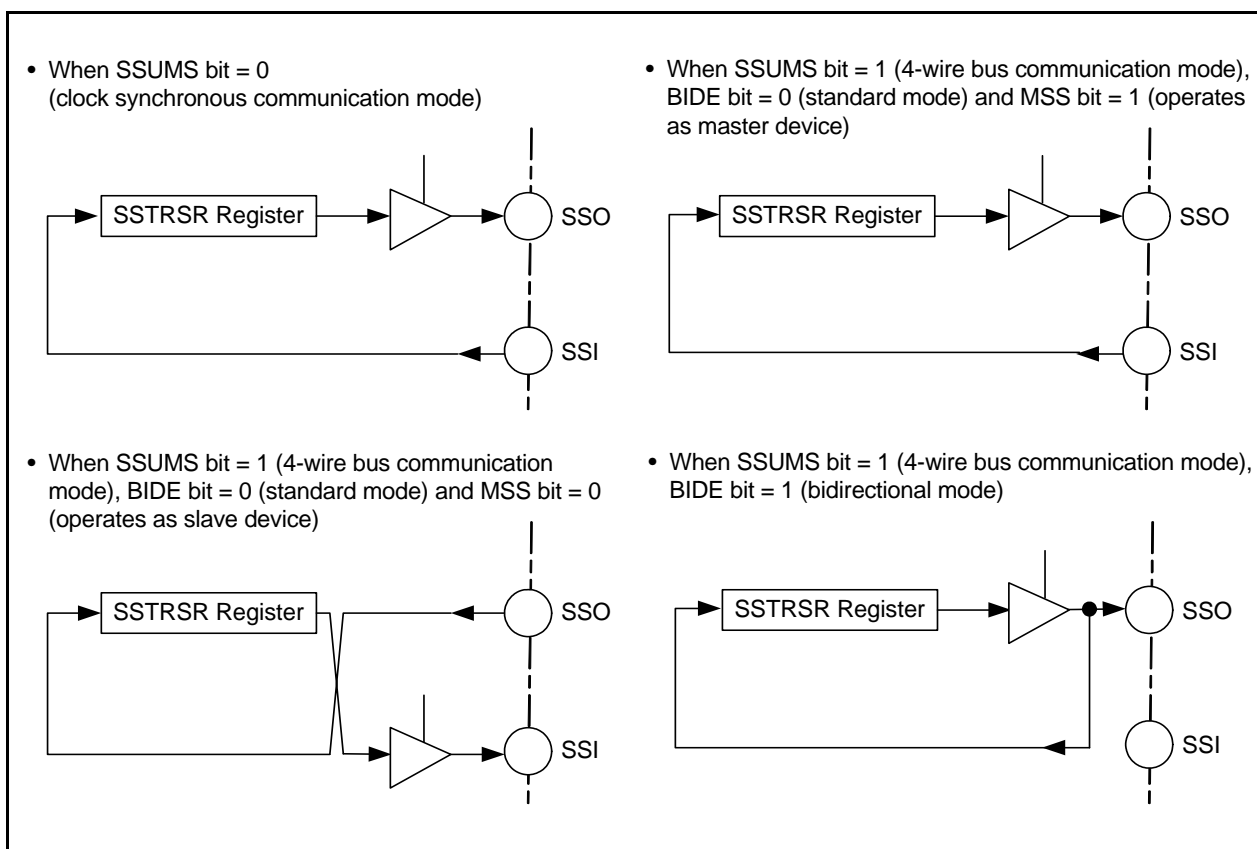 • When SSUMS bit = 0
(clock synchronous communication mode)
SSTRSR Register
SSO
SSI
• When SSUMS bit = 1 (4-wire bus communication mode),
BIDE bit = 0 (standard mode) and MSS bit = 1 (operates
as master device)
SSTRSR Register
SSO
SSI
• When SSUMS bit = 1 (4-wire bus communication
mode), BIDE bit = 0 (standard mode) and MSS bit = 0
(operates as slave device)
SSTRSR Register
SSO
SSI
• When SSUMS bit = 1 (4-wire bus communication mode),
BIDE bit = 1 (bidirectional mode)
SSTRSR Register
SSO
SSI